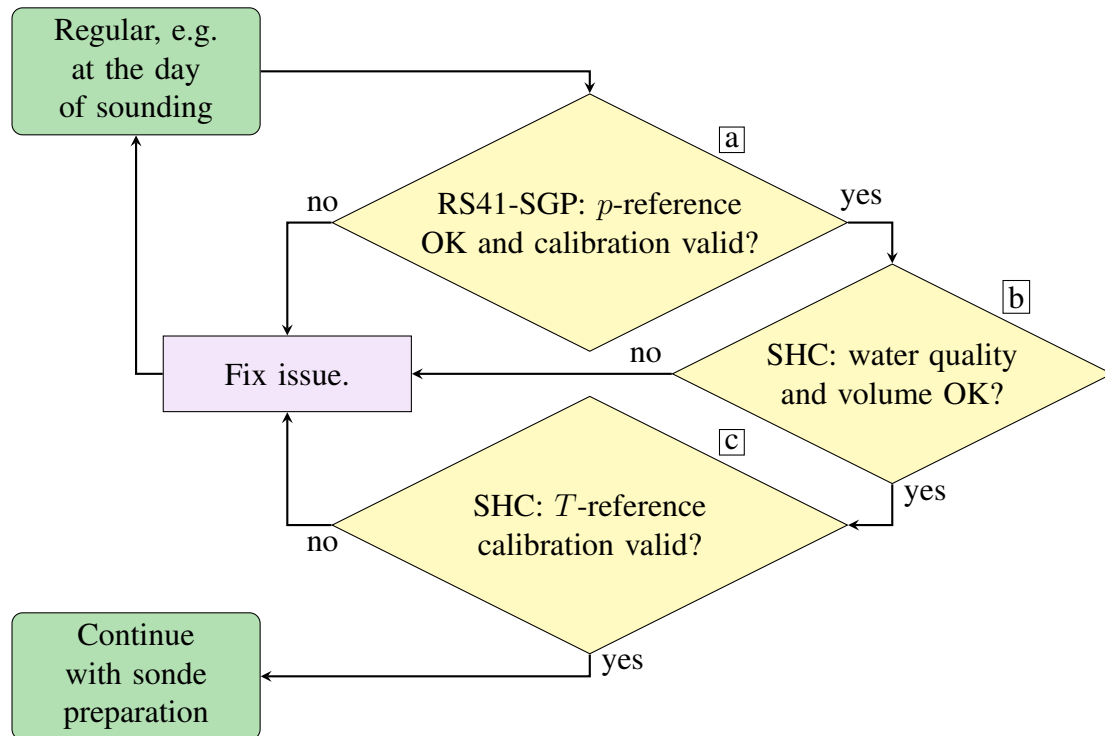 Regular, e.g.
at the day
of sounding
a
RS41-SGP: p-reference
OK and calibration valid?
no
yes
b
SHC: water quality
and volume OK?
no
yes
Fix issue.
c
SHC: T-reference
calibration valid?
no
yes
Continue
with sonde
preparation